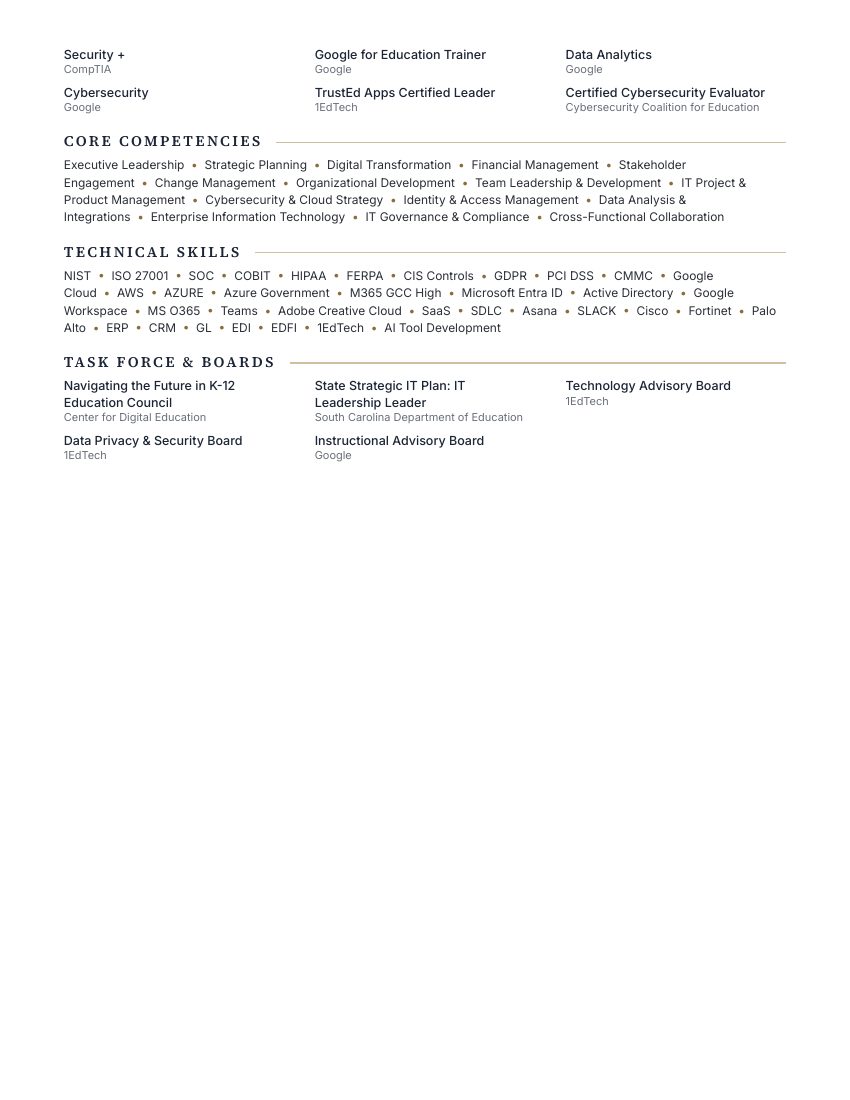 Security +
CompTIA
Google for Education Trainer
Google
Data Analytics
Google
Cybersecurity
Google
TrustEd Apps Certified Leader
1EdTech
Certified Cybersecurity Evaluator
Cybersecurity Coalition for Education
CORE COMPETENCIES
Executive Leadership • Strategic Planning • Digital Transformation • Financial Management • Stakeholder
Engagement • Change Management • Organizational Development • Team Leadership & Development • IT Project &
Product Management • Cybersecurity & Cloud Strategy • Identity & Access Management • Data Analysis &
Integrations • Enterprise Information Technology • IT Governance & Compliance • Cross-Functional Collaboration
TECHNICAL SKILLS
NIST • ISO 27001 • SOC • COBIT • HIPAA • FERPA • CIS Controls • GDPR • PCI DSS • CMMC • Google
Cloud • AWS • AZURE • Azure Government • M365 GCC High • Microsoft Entra ID • Active Directory • Google
Workspace • MS O365 • Teams • Adobe Creative Cloud • SaaS • SDLC • Asana • SLACK • Cisco • Fortinet • Palo
Alto • ERP • CRM • GL • EDI • EDFI • 1EdTech • AI Tool Development
TASK FORCE & BOARDS
Navigating the Future in K-12
Education Council
Center for Digital Education
State Strategic IT Plan: IT
Leadership Leader
South Carolina Department of Education
Technology Advisory Board
1EdTech
Data Privacy & Security Board
1EdTech
Instructional Advisory Board
Google